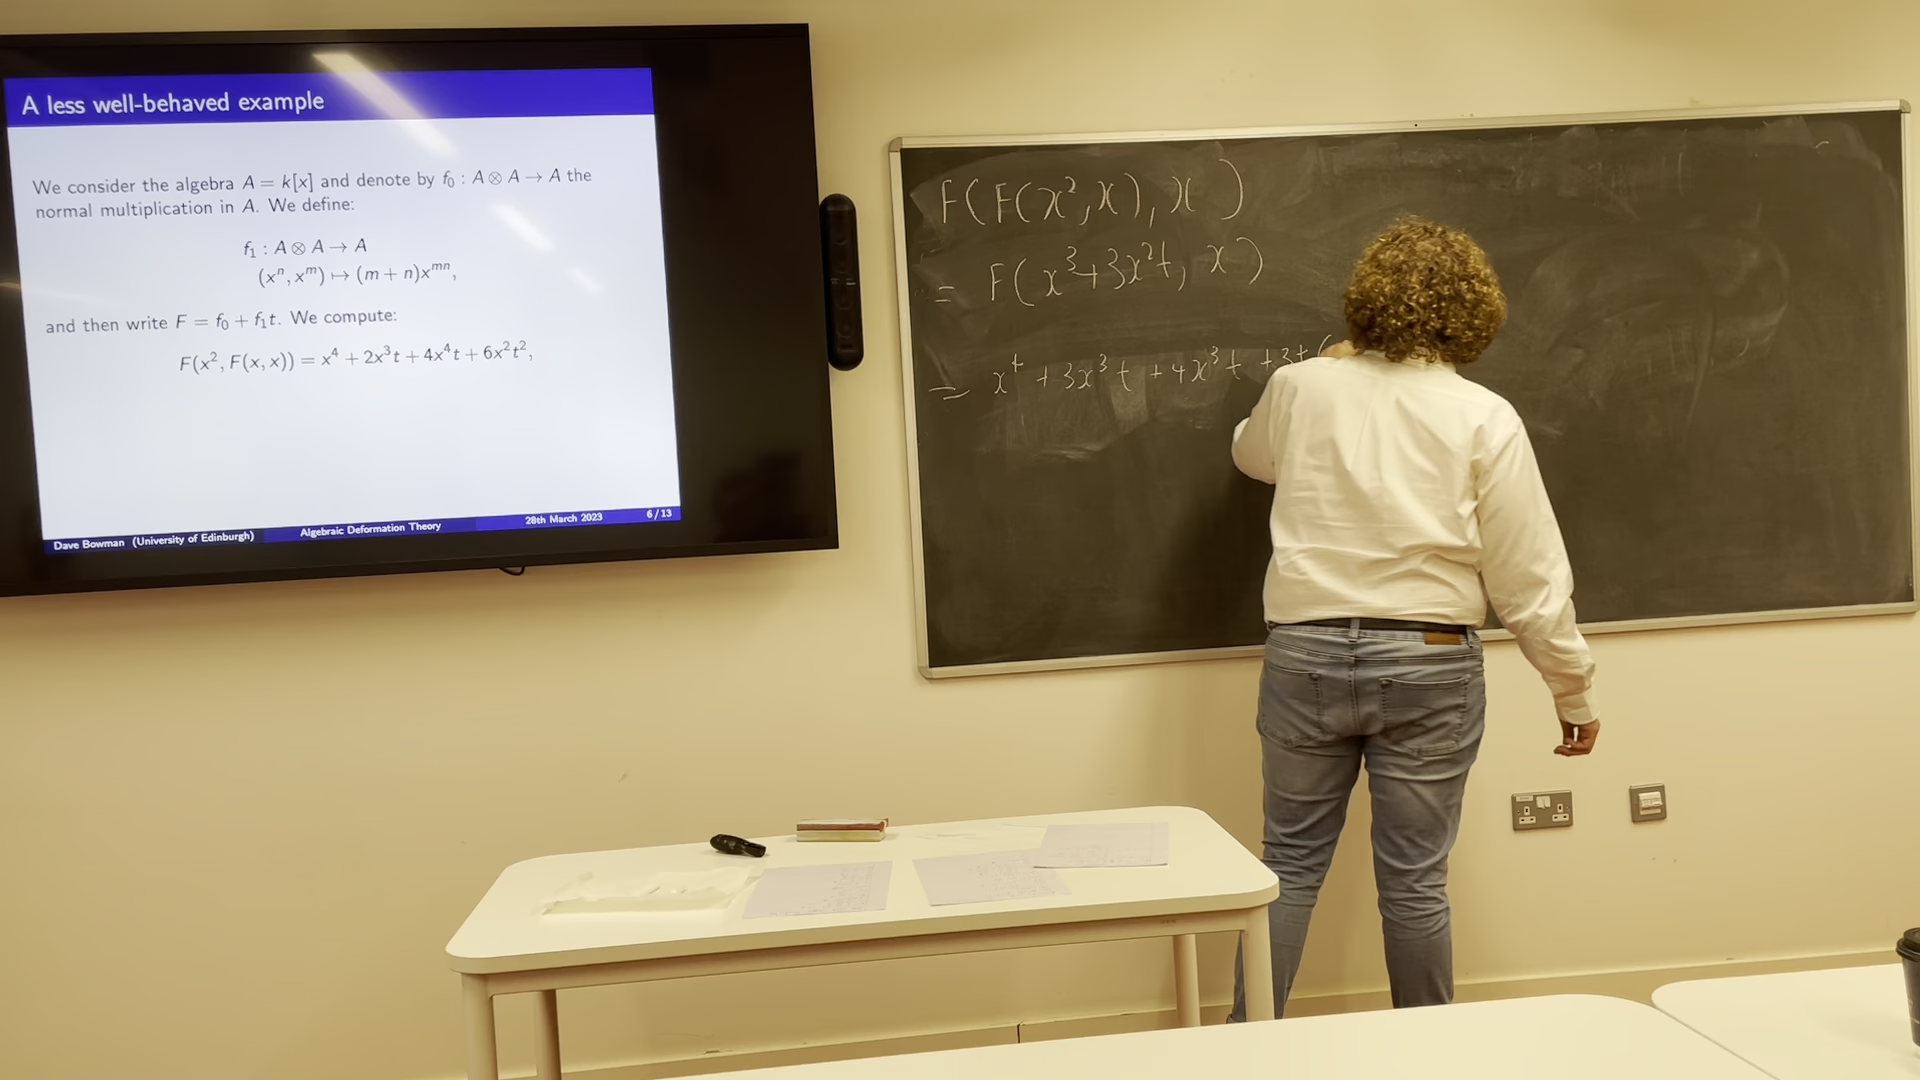 A less well-behaved example
We consider the algebra A = k[x] and denote by f₀ : A ⊗ A → A the
normal multiplication in A. We define:
f₁ : A ⊗ A → A
(xⁿ, xᵐ) ↦ (m + n)xᵐⁿ,
and then write F = f₀ + f₁t. We compute:
F(x², F(x, x)) = x⁴ + 2x³t + 4x⁴t + 6x²t²,
Dave Bowman (University of Edinburgh)
Algebraic Deformation Theory
28th March 2023
6 / 13
F(F(x²,x), x)
= F(x³+3x²t, x)
= x⁴ + 3x³t + 4x³t + 3t(